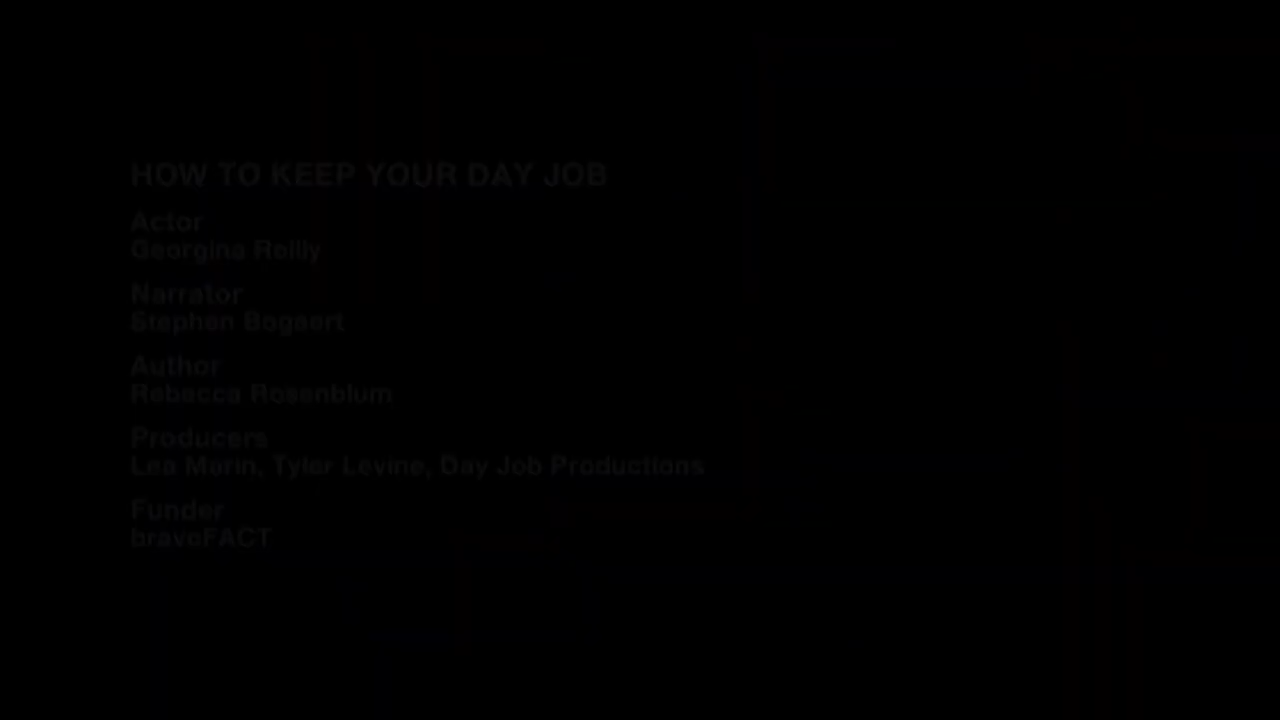 HOW TO KEEP YOUR DAY JOB
Actor
Georgina Reilly
Narrator
Stephen Bogaert
Author
Rebecca Rosenblum
Producers
Lea Marin, Tyler Levine, Day Job Productions
Funder
bravoFACT